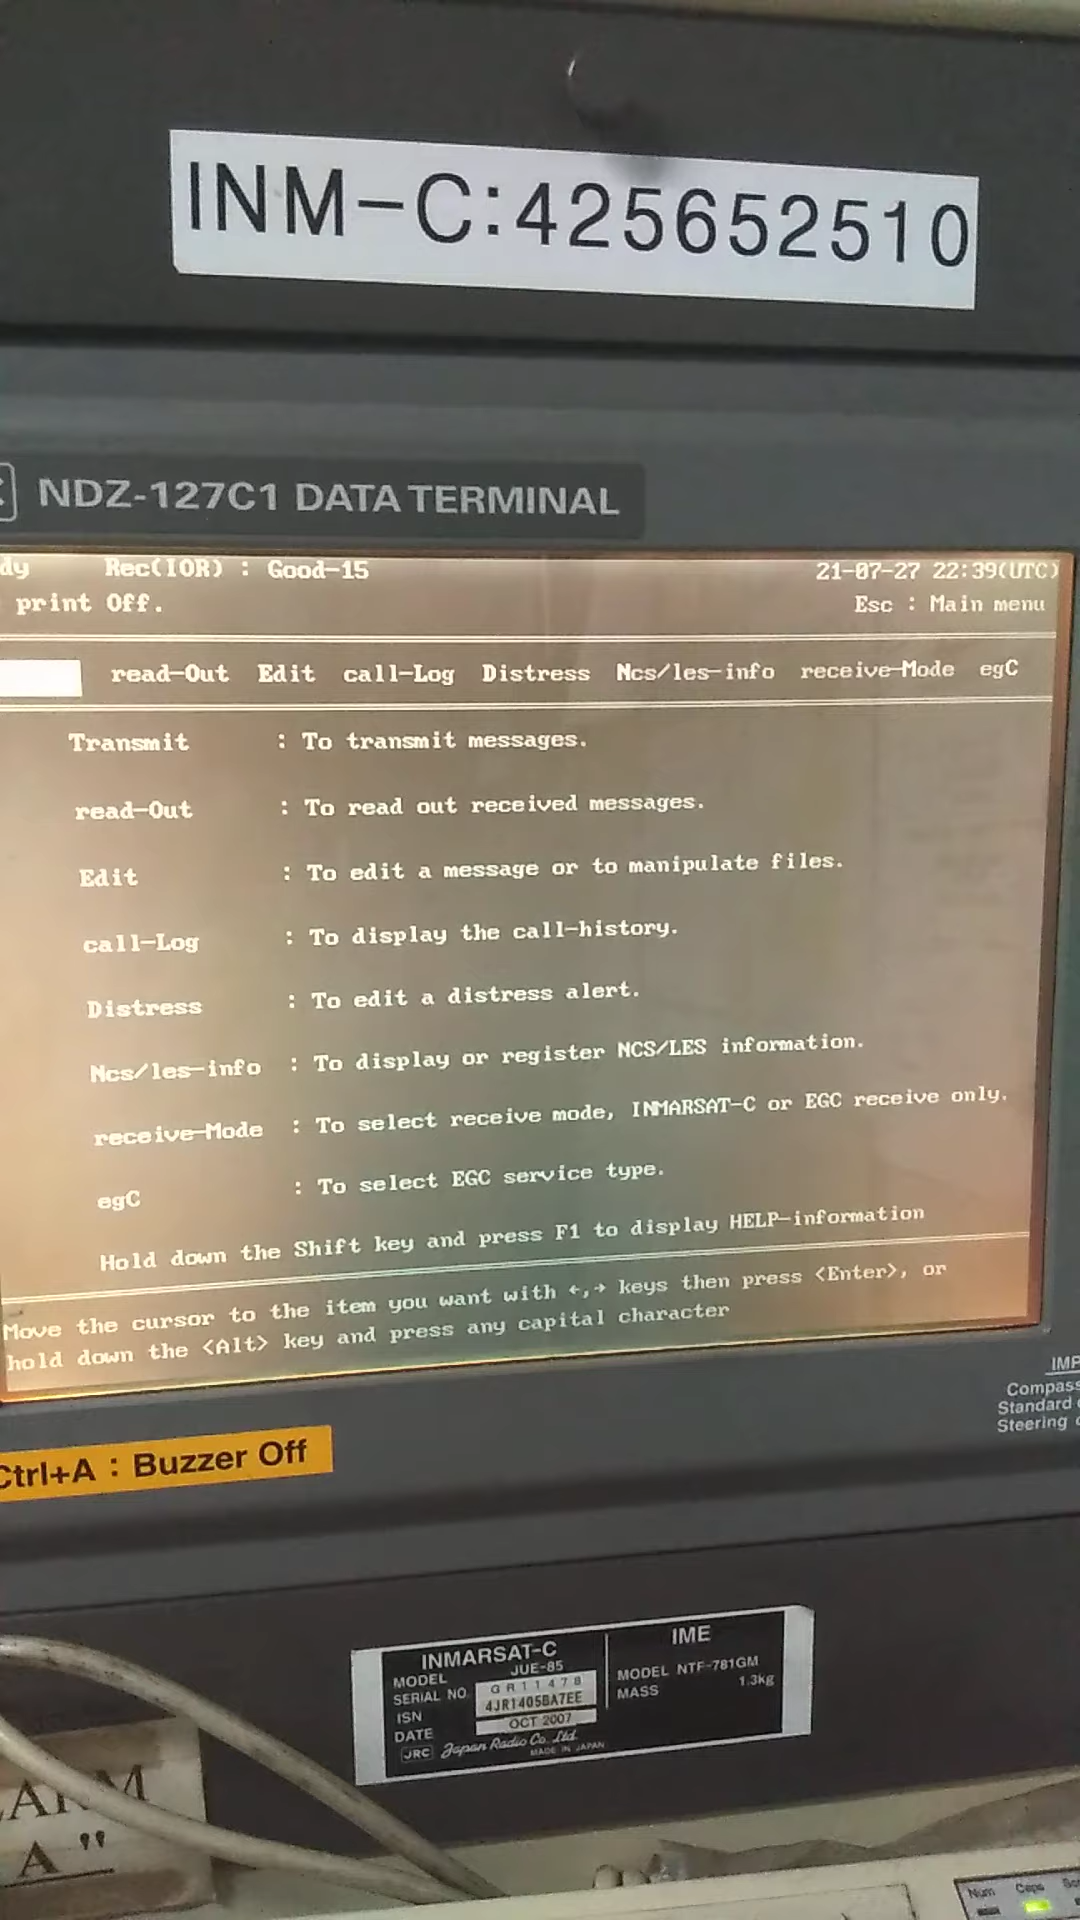 INM-C:425652510
NDZ-127C1 DATA TERMINAL
dy Rec(IOR) : Good-15 21-07-27 22:39(UTC)
print Off. Esc : Main menu
read-Out Edit call-Log Distress Ncs/les-info receive-Mode egC
Transmit : To transmit messages.
read-Out : To read out received messages.
Edit : To edit a message or to manipulate files.
call-Log : To display the call-history.
Distress : To edit a distress alert.
Ncs/les-info : To display or register NCS/LES information.
receive-Mode : To select receive mode, INMARSAT-C or EGC receive only.
egC : To select EGC service type.
Hold down the Shift key and press F1 to display HELP-information
Move the cursor to the item you want with ←,→ keys then press <Enter>, or
hold down the <Alt> key and press any capital character
IMP
Compass
Standard
Steering
Ctrl+A : Buzzer Off
INMARSAT-C
MODEL JUE-85
SERIAL NO. GR11478
ISN 4JR1405BA7EE
DATE OCT 2007
JRC Japan Radio Co., Ltd.
MADE IN JAPAN
IME
MODEL NTF-781GM
MASS 1.3kg
LARM
A "
Num Caps